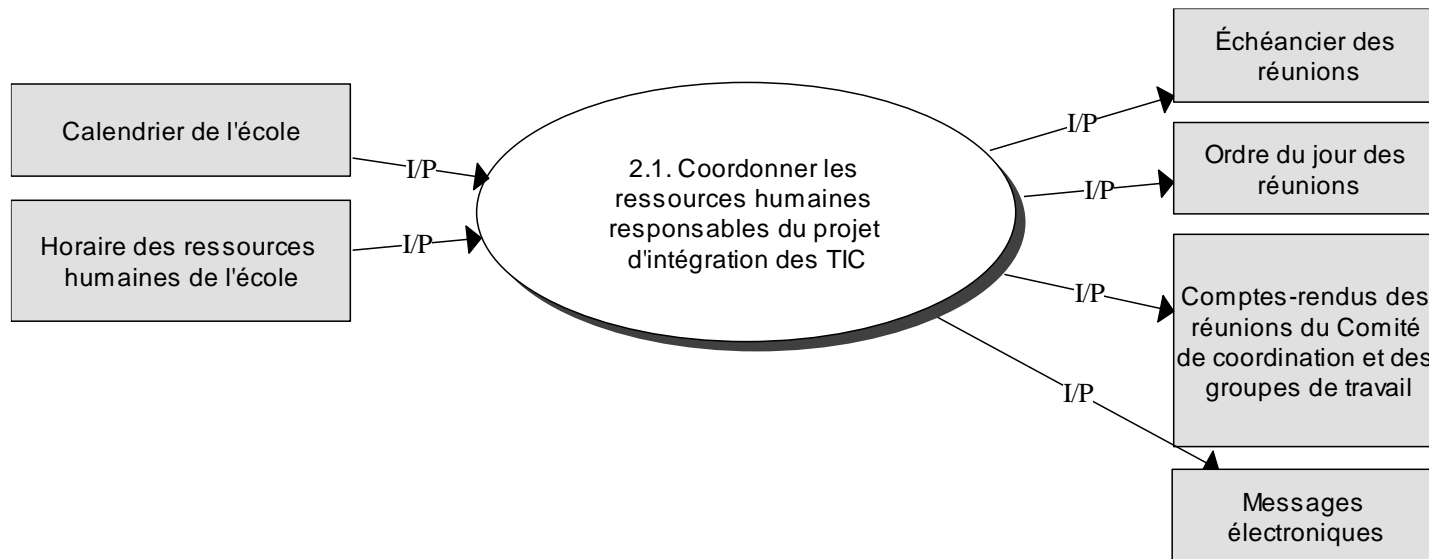 Calendrier de l'école
I/P
Horaire des ressources
humaines de l'école
I/P
2.1. Coordonner les
ressources humaines
responsables du projet
d'intégration des TIC
I/P
Échéancier des
réunions
I/P
Ordre du jour des
réunions
I/P
Comptes-rendus des
réunions du Comité
de coordination et des
groupes de travail
I/P
Messages
électroniques